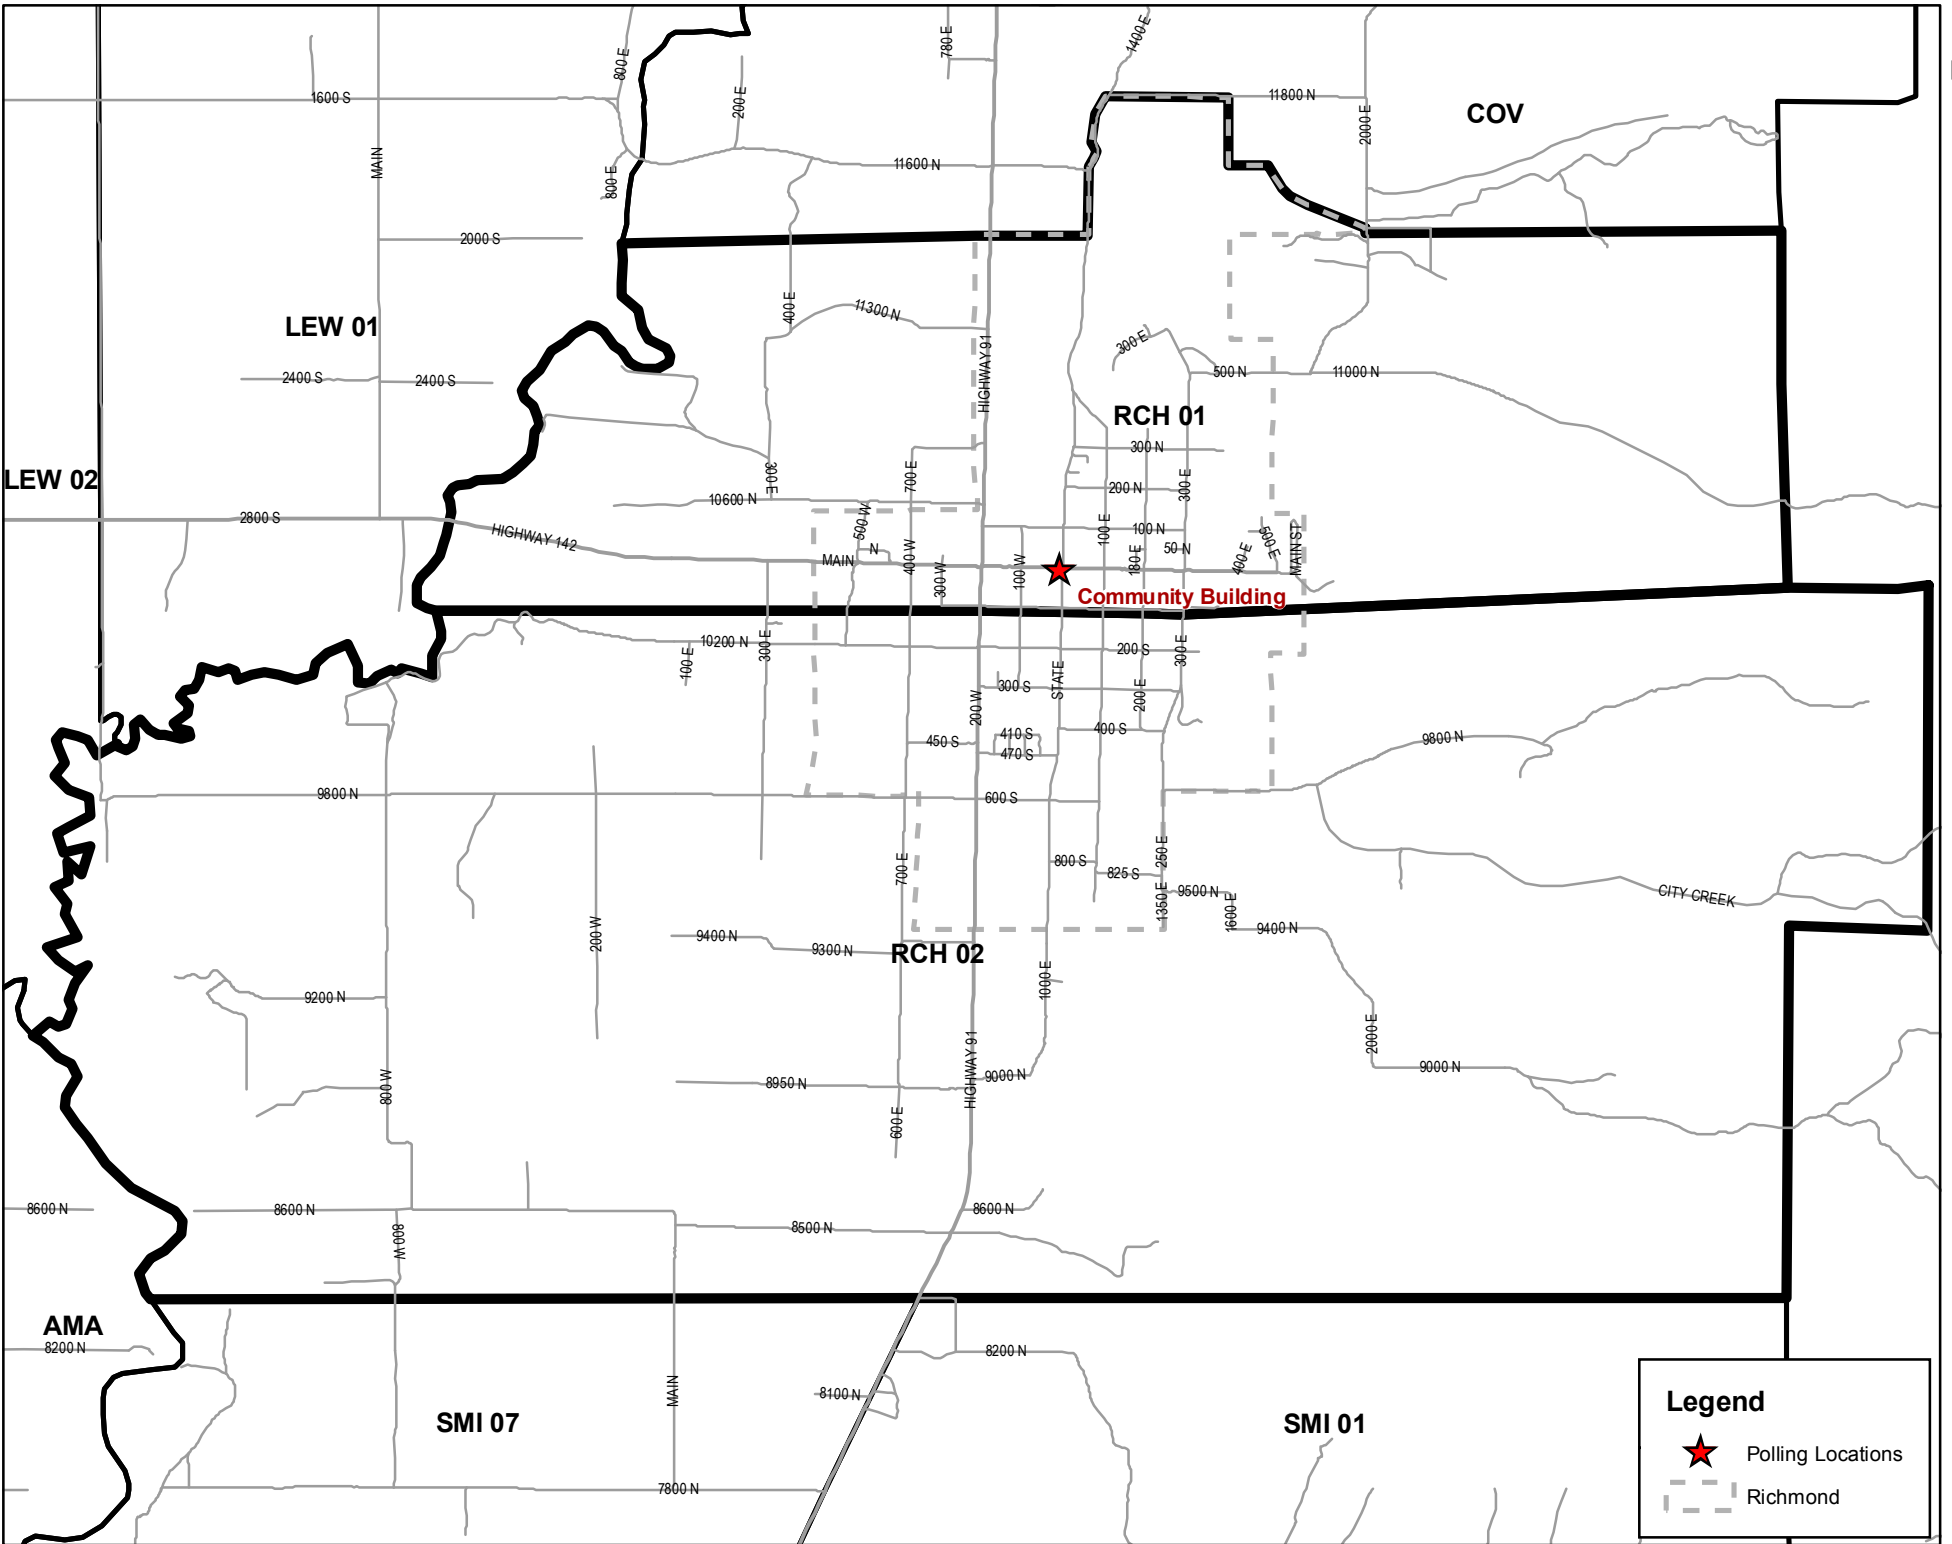 780 E
1400 E
800 E
1600 S
200 E
11800 N
COV
2000 E
MAIN
11600 N
800 E
2000 S
400 E
11300 N
LEW 01
HIGHWAY 91
300 E
2400 S
2400 S
500 N
11000 N
RCH 01
300 N
LEW 02
300 E
700 E
200 N
300 E
10600 N
2800 S
HIGHWAY 142
500 W
N
MAIN
400 W
300 W
100 W
100 E
100 N
180 E
50 N
400 E
500 E
MAIN ST
Community Building
10200 N
100 E
300 E
200 S
300 E
STATE
300 S
200 W
200 E
450 S
410 S
470 S
400 S
9800 N
9800 N
600 S
700 E
800 S
825 S
250 E
1350 E
9500 N
1600 E
9400 N
CITY CREEK
200 W
9400 N
9300 N
RCH 02
1000 E
9200 N
2000 E
HIGHWAY 91
800 W
8950 N
9000 N
9000 N
600 E
8600 N
8600 N
800 W
8500 N
8600 N
AMA
8200 N
8200 N
MAIN
8100 N
SMI 07
SMI 01
7800 N
Legend
Polling Locations
Richmond